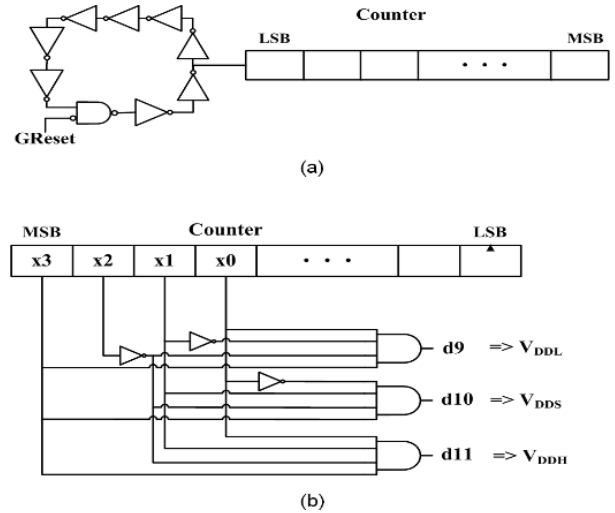 Counter
LSB MSB
. . .
GReset
(a)
MSB Counter LSB
x3 x2 x1 x0 . . .
d9 => VDDL
d10 => VDDS
d11 => VDDH
(b)